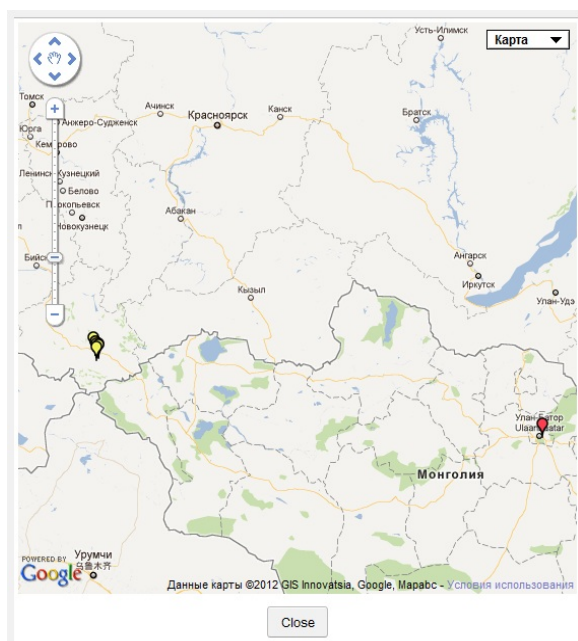 Усть-Илимск
Карта
Томск
Ачинск
Канск
Братск
Юрга
Анжеро-Судженск
Красноярск
Кемерово
Ленинск-Кузнецкий
Белово
Прокопьевск
Новокузнецк
Абакан
Ангарск
Бийск
Иркутск
Кызыл
Улан-Удэ
Улан-Батор
Ulaanbaatar
Монголия
POWERED BY
Урумчи
乌鲁木齐
Google
Данные карты ©2012 GIS Innovatsia, Google, Mapabc - Условия использования
Close